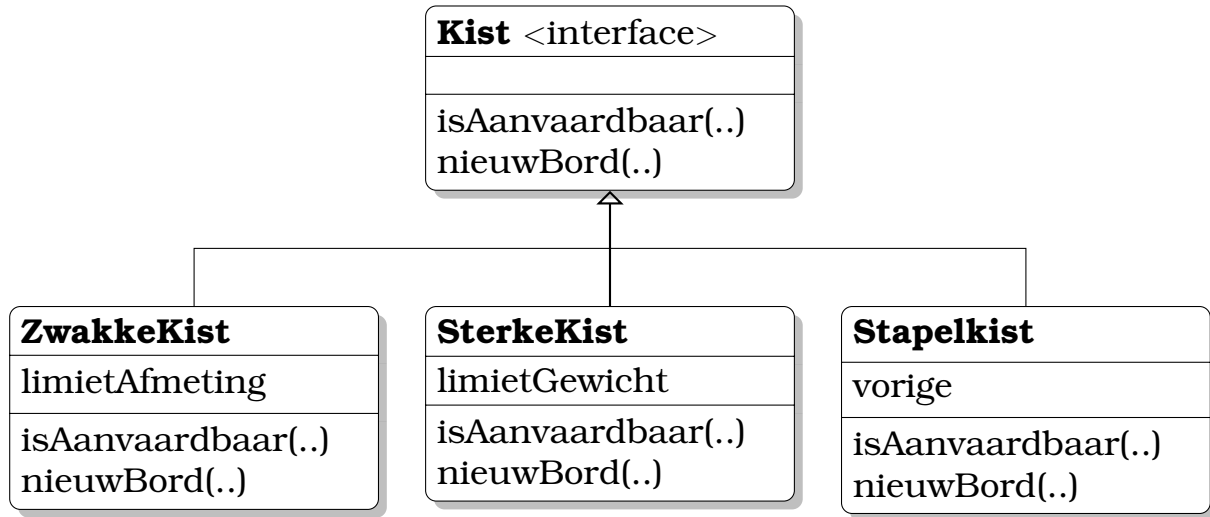 Kist <interface>
isAanvaardbaar(..)
nieuwBord(..)
ZwakkeKist
limietAfmeting
isAanvaardbaar(..)
nieuwBord(..)
SterkeKist
limietGewicht
isAanvaardbaar(..)
nieuwBord(..)
Stapelkist
vorige
isAanvaardbaar(..)
nieuwBord(..)